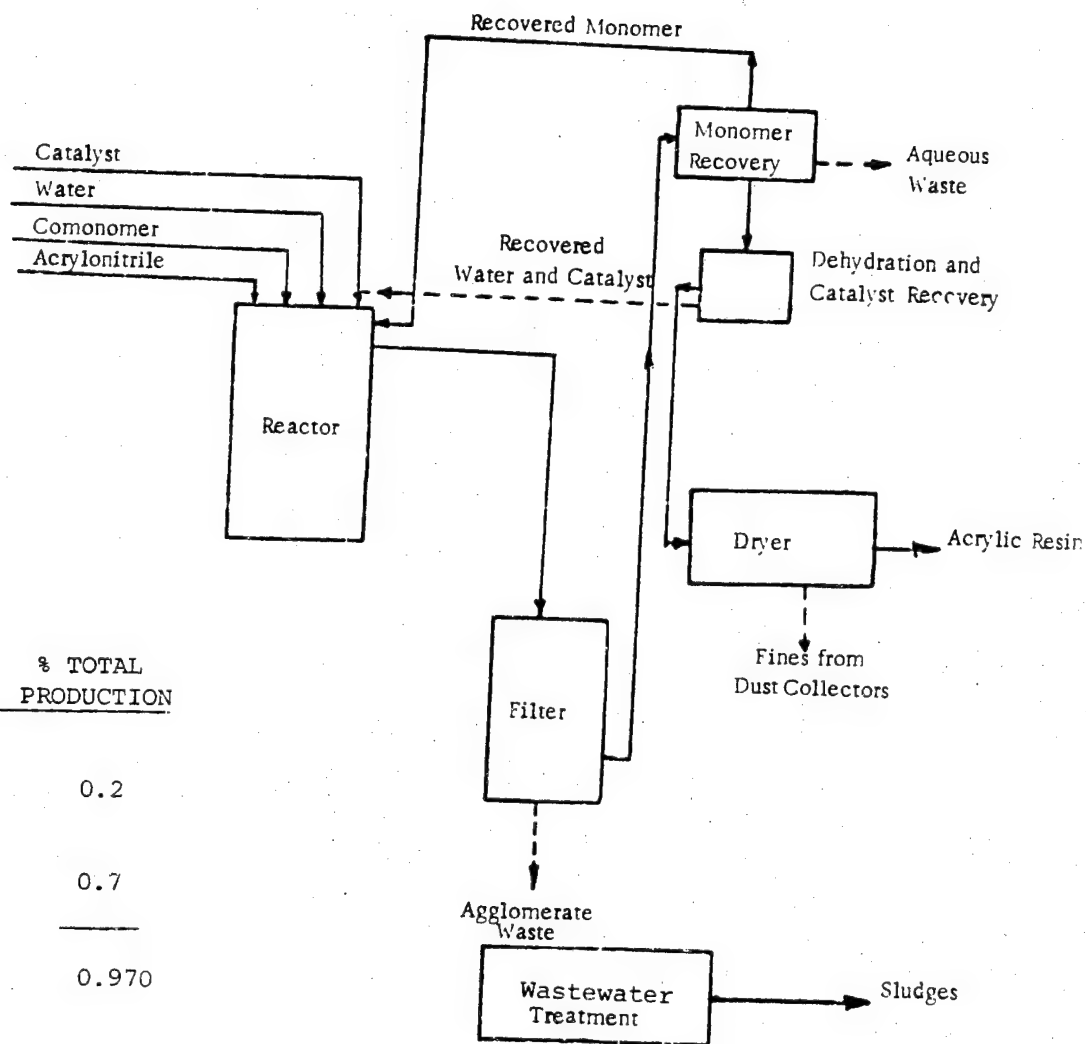 Recovered Monomer
Monomer
Recovery
Aqueous
Waste
Catalyst
Water
Comonomer
Acrylonitrile
Recovered
Water and Catalyst
Dehydration and
Catalyst Recovery
Reactor
Dryer
Acrylic Resin
Fines from
Dust Collectors
% TOTAL
PRODUCTION
0.2
0.7
0.970
Filter
Agglomerate
Waste
Wastewater
Treatment
Sludges